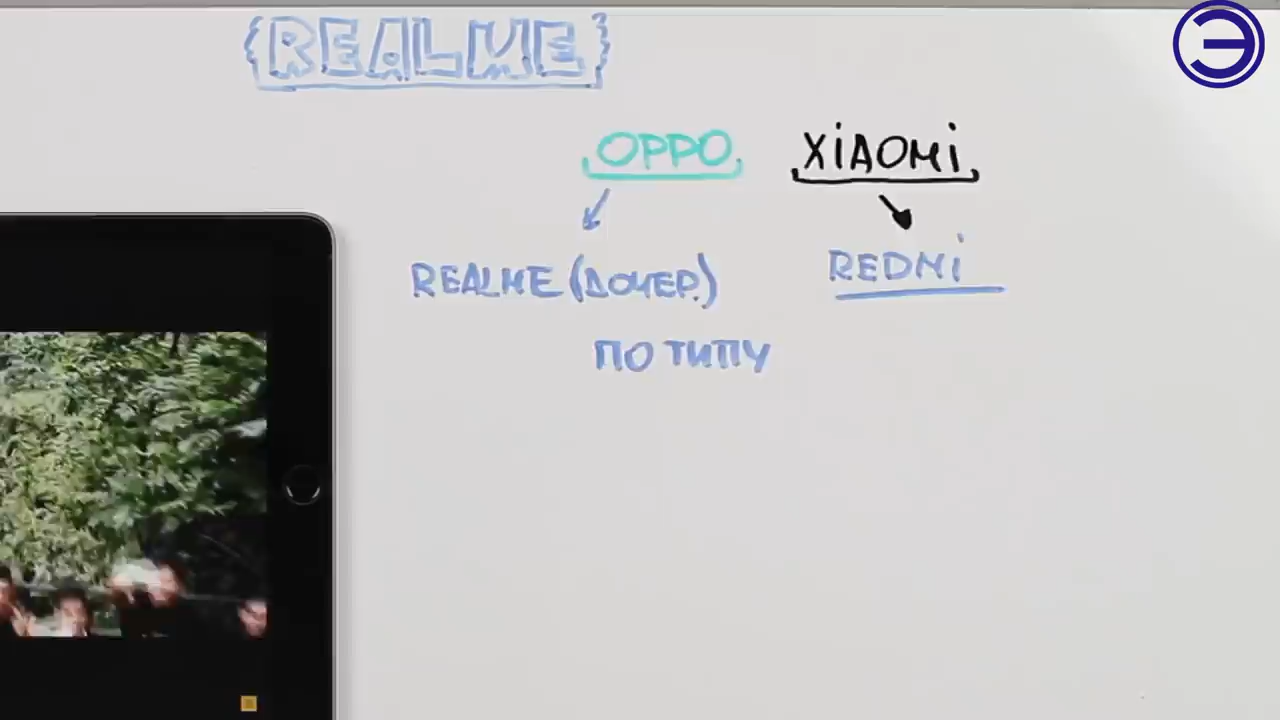 {REALME}
OPPO XiAOMi
REALME (ДОЧЕР.) REDMi
ПО ТИПУ
Э